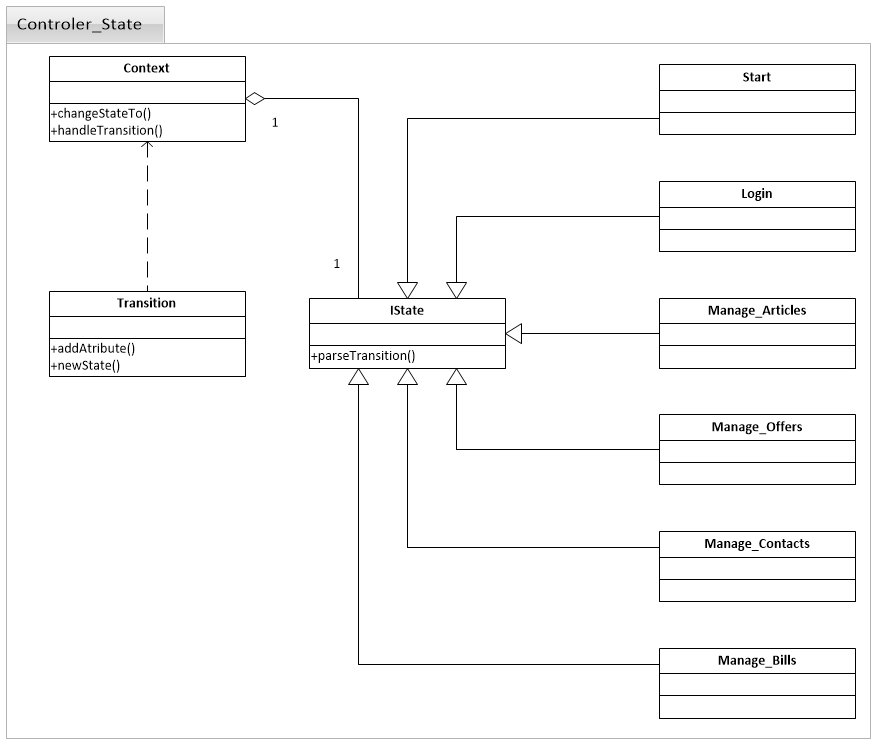 Controler_State
Context
+changeStateTo()
+handleTransition()
1
Transition
+addAtribute()
+newState()
1
IState
+parseTransition()
Start
Login
Manage_Articles
Manage_Offers
Manage_Contacts
Manage_Bills